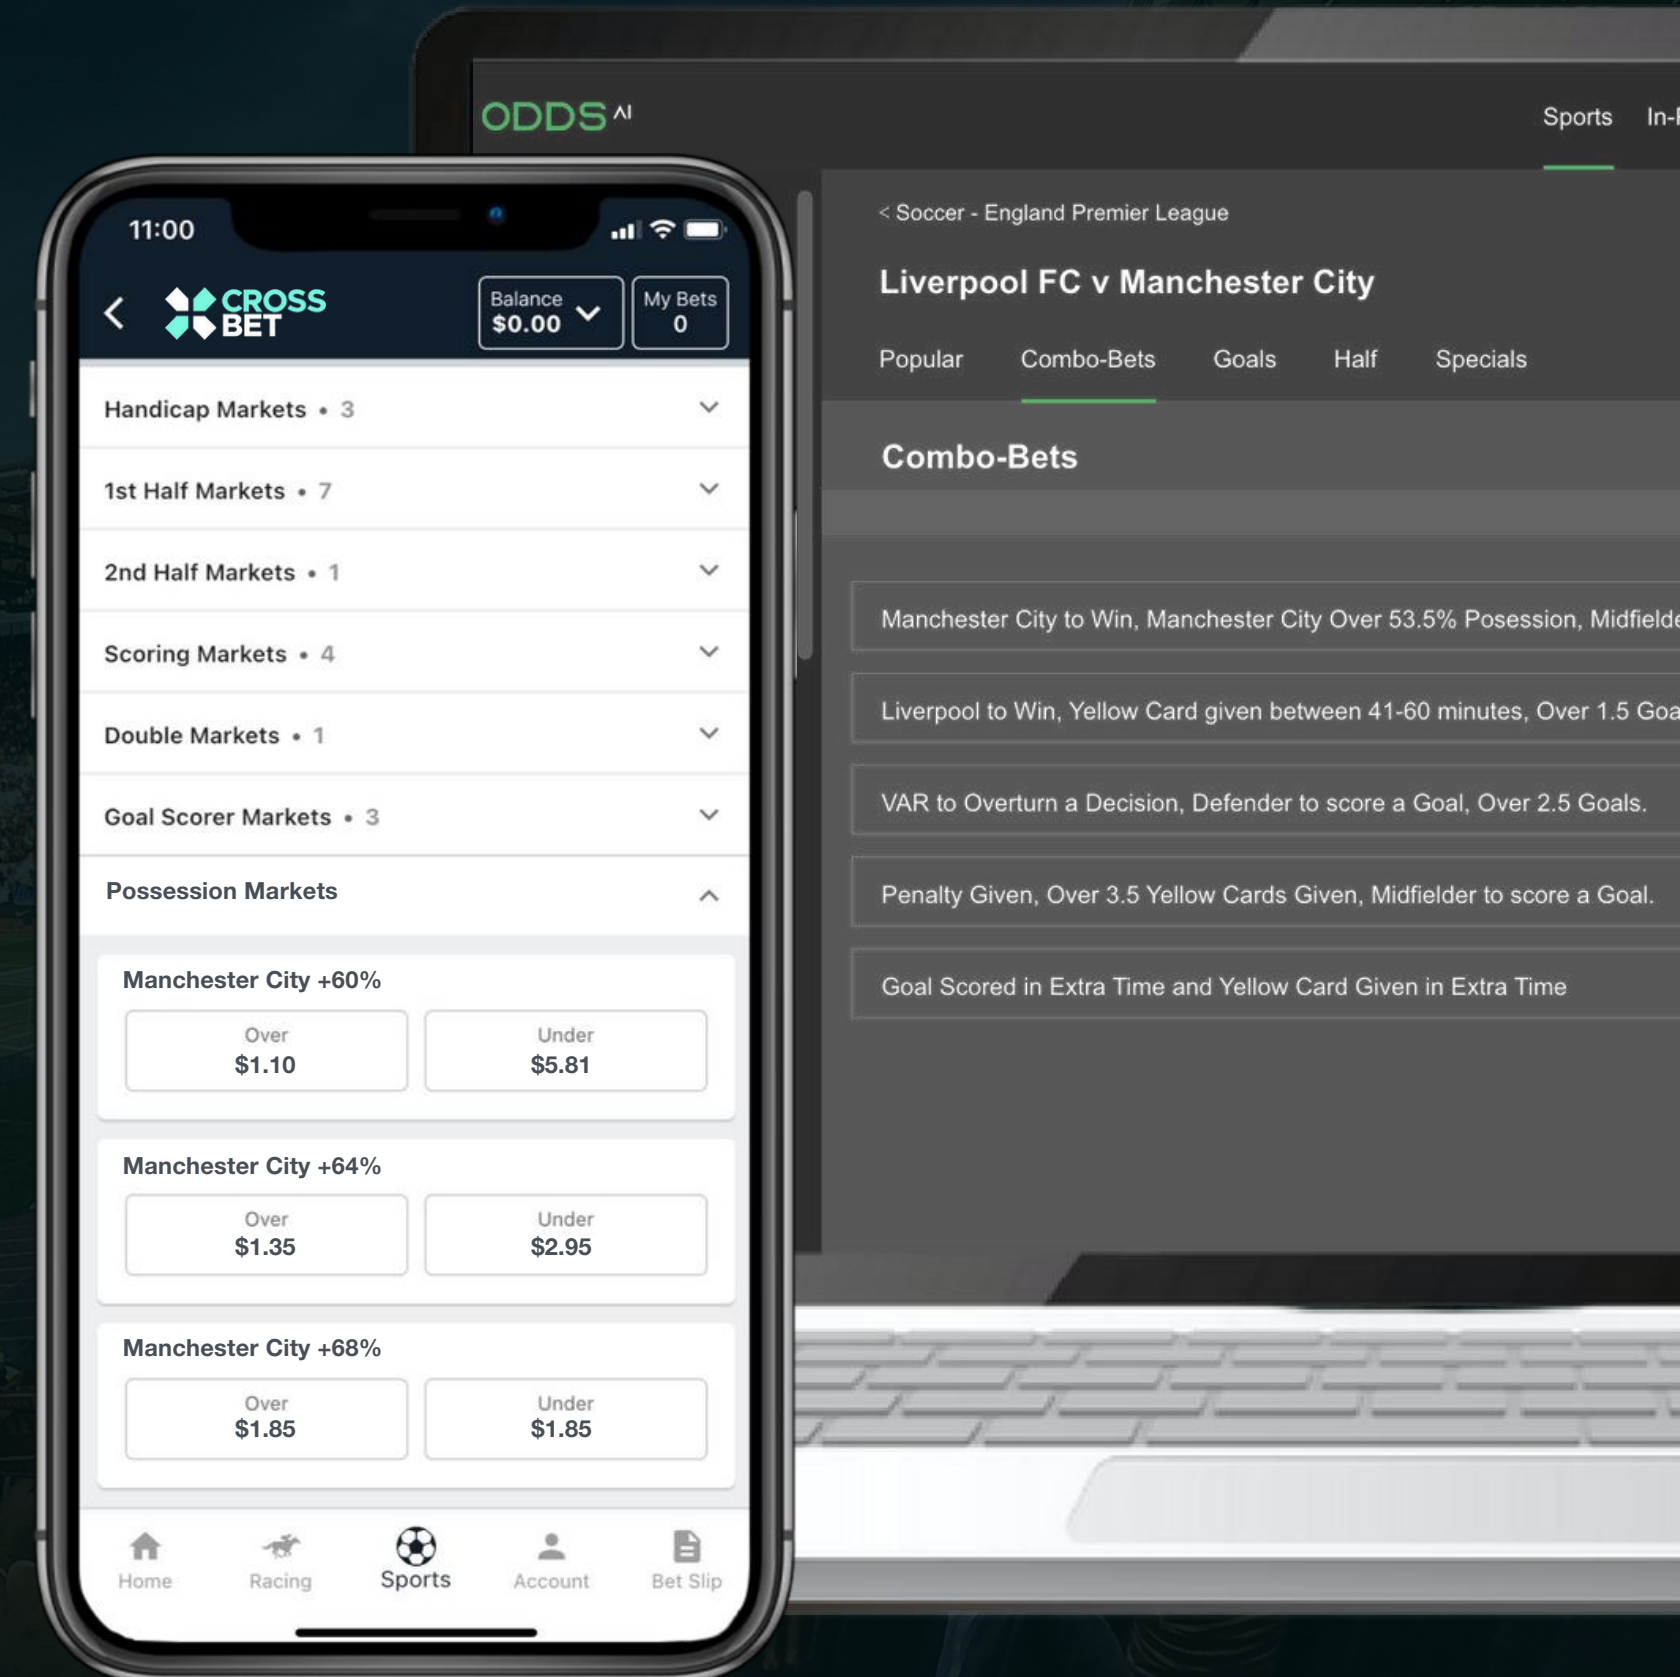 ODDS AI
Sports
< Soccer - England Premier League
Liverpool FC v Manchester City
Popular Combo-Bets Goals Half Specials
Combo-Bets
Manchester City to Win, Manchester City Over 53.5% Posession,
Liverpool to Win, Yellow Card given between 41-60 minutes, Over 1.5
VAR to Overturn a Decision, Defender to score a Goal, Over 2.5 Goals.
Penalty Given, Over 3.5 Yellow Cards Given, Midfielder to score a Goal.
Goal Scored in Extra Time and Yellow Card Given in Extra Time
11:00
CROSS
BET
Balance
$0.00
My Bets
0
Handicap Markets • 3
1st Half Markets • 7
2nd Half Markets • 1
Scoring Markets • 4
Double Markets • 1
Goal Scorer Markets • 3
Possession Markets
Manchester City +60%
Over Under
$1.10 $5.81
Manchester City +64%
Over Under
$1.35 $2.95
Manchester City +68%
Over Under
$1.85 $1.85
Home Racing Sports Account Bet Slip